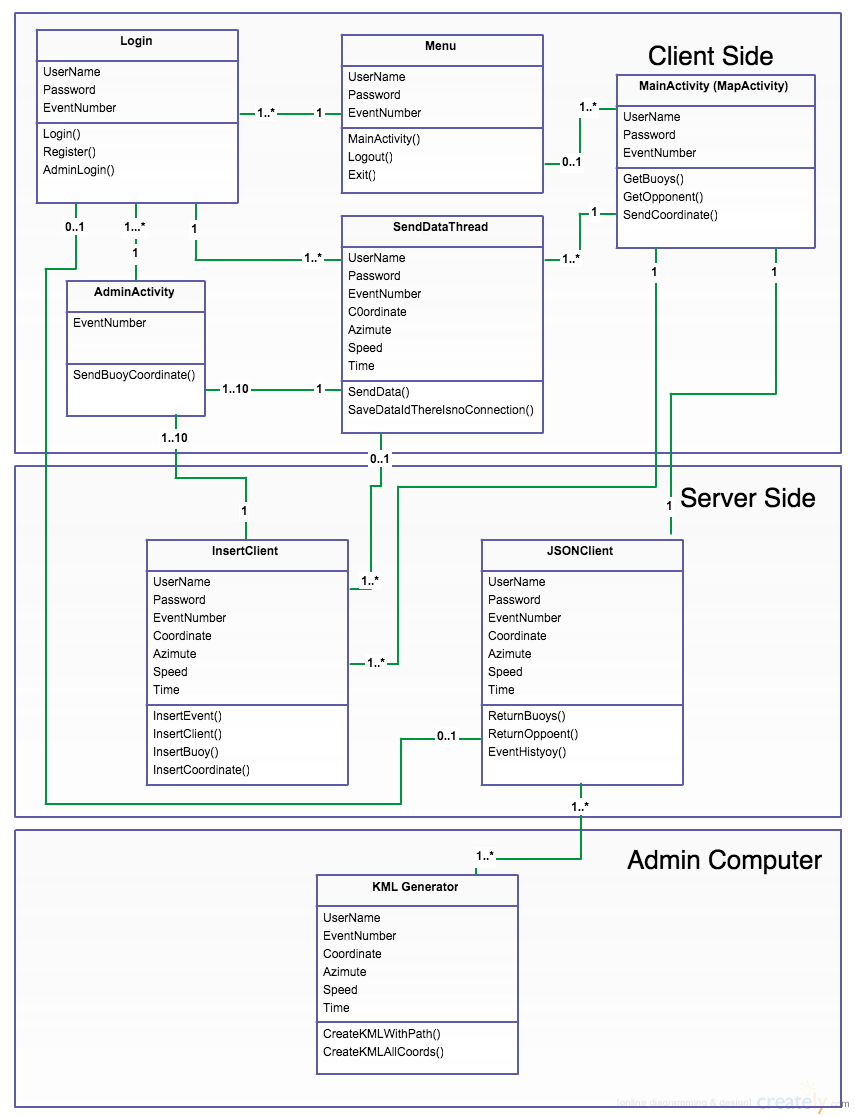 Client Side
Login
UserName
Password
EventNumber
Login()
Register()
AdminLogin()
Menu
UserName
Password
EventNumber
MainActivity()
Logout()
Exit()
MainActivity (MapActivity)
UserName
Password
EventNumber
GetBuoys()
GetOpponent()
SendCoordinate()
1..*
1
1..*
0..1
0..1
1...*
1
1
1..*
1
1..*
SendDataThread
UserName
Password
EventNumber
C0ordinate
Azimute
Speed
Time
SendData()
SaveDataIdThereIsnoConnection()
AdminActivity
EventNumber
SendBuoyCoordinate()
1..10
1
1
1
1..10
0..1
Server Side
1
1
InsertClient
UserName
Password
EventNumber
Coordinate
Azimute
Speed
Time
InsertEvent()
InsertClient()
InsertBuoy()
InsertCoordinate()
1..*
1..*
JSONClient
UserName
Password
EventNumber
Coordinate
Azimute
Speed
Time
ReturnBuoys()
ReturnOppoent()
EventHistyoy()
0..1
1..*
1..*
Admin Computer
KML Generator
UserName
EventNumber
Coordinate
Azimute
Speed
Time
CreateKMLWithPath()
CreateKMLAllCoords()
[online diagramming & design] creately.com